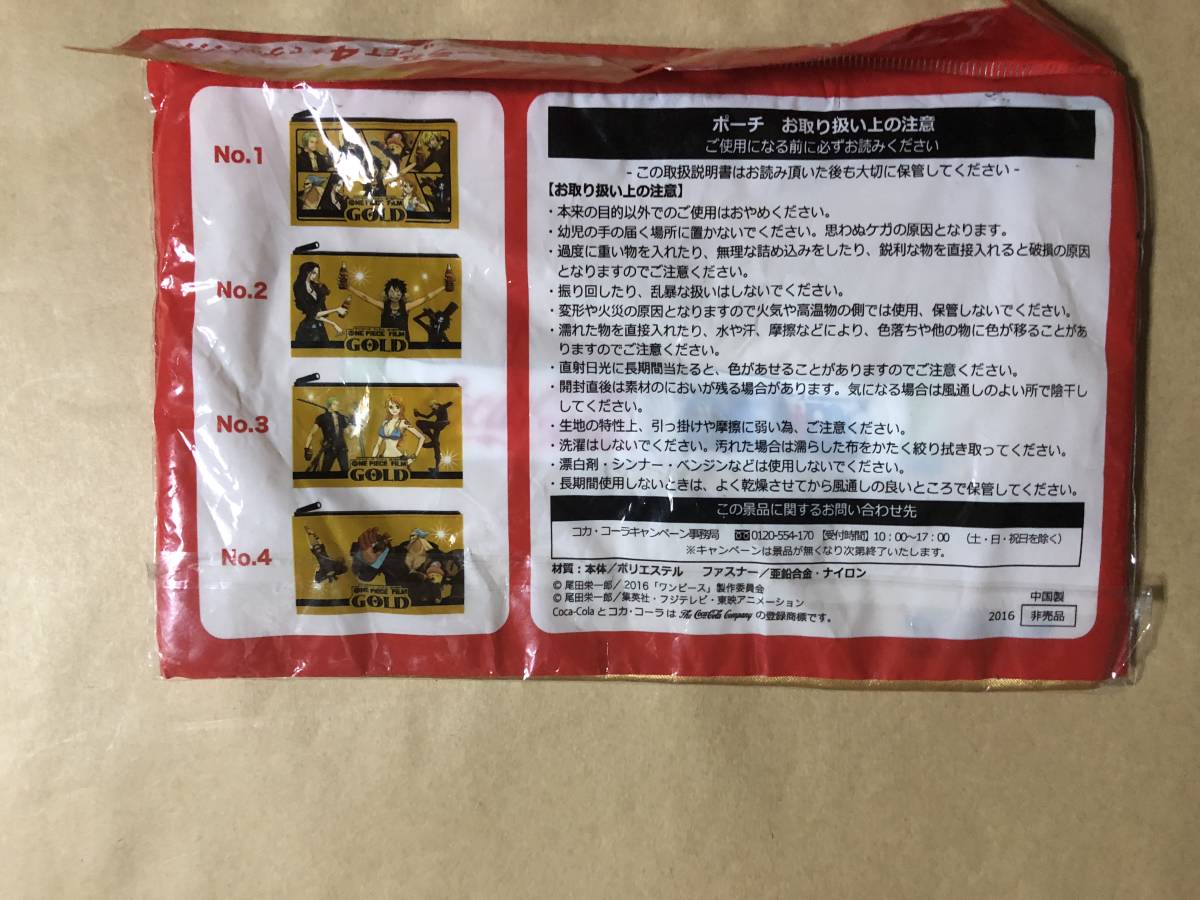 PET 4本
No.1
ONE PIECE FILM
GOLD
No.2
ONE PIECE FILM
GOLD
No.3
ONE PIECE FILM
GOLD
No.4
ONE PIECE FILM
GOLD
ポーチ お取り扱い上の注意
ご使用になる前に必ずお読みください
- この取扱説明書はお読み頂いた後も大切に保管してください -
【お取り扱い上の注意】
・本来の目的以外でのご使用はおやめください。
・幼児の手の届く場所に置かないでください。思わぬケガの原因となります。
・過度に重い物を入れたり、無理な詰め込みをしたり、鋭利な物を直接入れると破損の原因
となりますのでご注意ください。
・振り回したり、乱暴な扱いはしないでください。
・変形や火災の原因となりますので火気や高温物の側では使用、保管しないでください。
・濡れた物を直接入れたり、水や汗、摩擦などにより、色落ちや他の物に色が移ることがあ
りますのでご注意ください。
・直射日光に長期間当たると、色があせることがありますのでご注意ください。
・開封直後は素材のにおいが残る場合があります。気になる場合は風通しのよい所で陰干し
してください。
・生地の特性上、引っ掛けや摩擦に弱い為、ご注意ください。
・洗濯はしないでください。汚れた場合は濡らした布をかたく絞り拭き取ってください。
・漂白剤・シンナー・ベンジンなどは使用しないでください。
・長期間使用しないときは、よく乾燥させてから風通しの良いところで保管してください。
この景品に関するお問い合わせ先
コカ・コーラキャンペーン事務局 0120-554-170 【受付時間】10：00～17：00 （土・日・祝日を除く）
※キャンペーンは景品が無くなり次第終了いたします。
材質：本体／ポリエステル ファスナー／亜鉛合金・ナイロン
© 尾田栄一郎／2016「ワンピース」製作委員会
© 尾田栄一郎／集英社・フジテレビ・東映アニメーション
Coca-Cola とコカ・コーラは The Coca-Cola Company の登録商標です。
中国製
2016 非売品